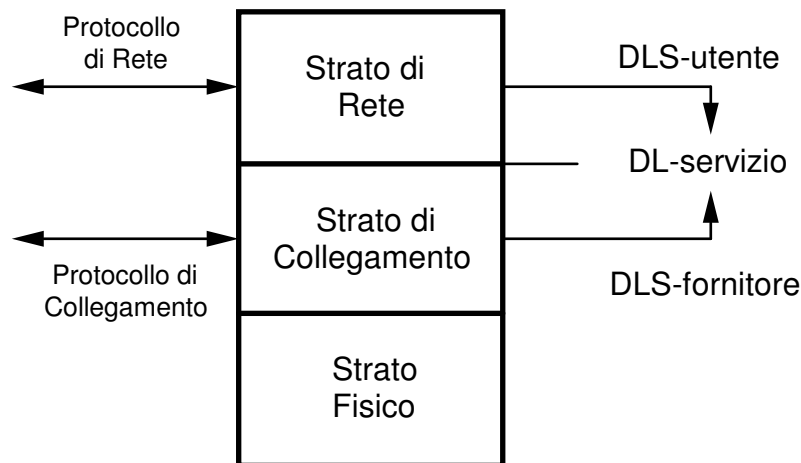 Protocollo
di Rete
Strato di
Rete
DLS-utente
DL-servizio
Strato di
Collegamento
Protocollo di
Collegamento
DLS-fornitore
Strato
Fisico